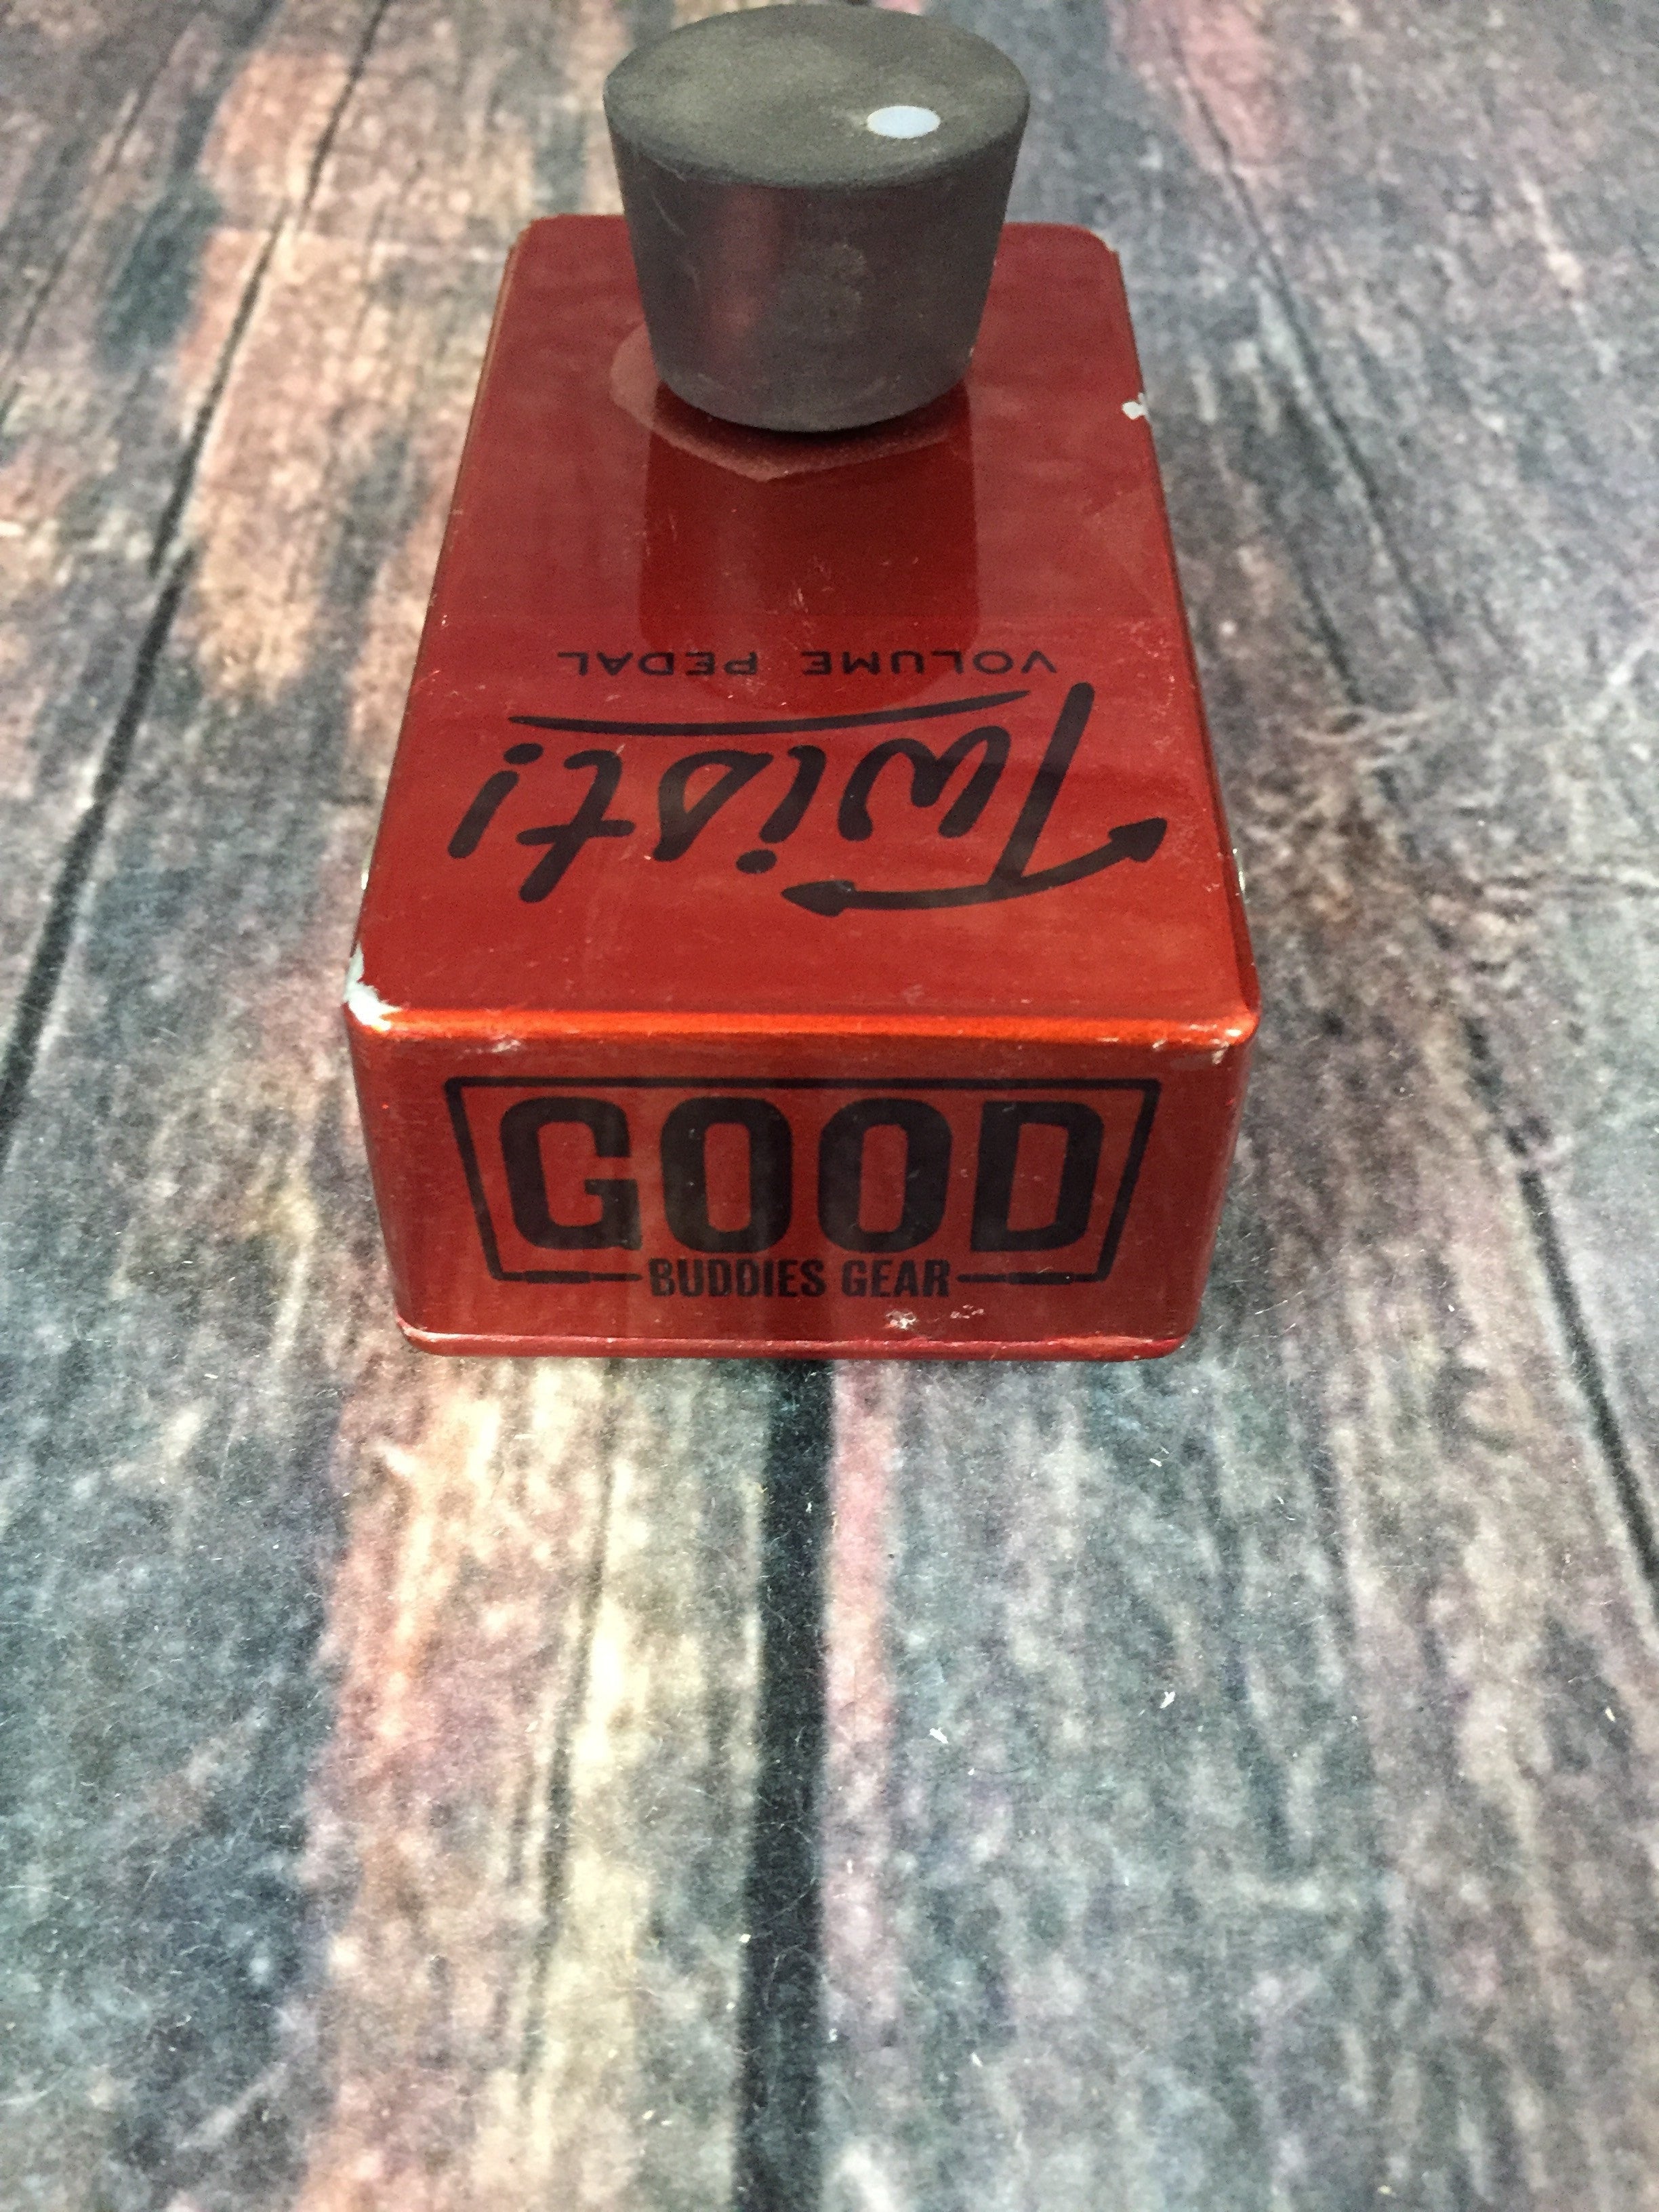 VOLUME PEDAL
Twist!
GOOD
BUDDIES GEAR